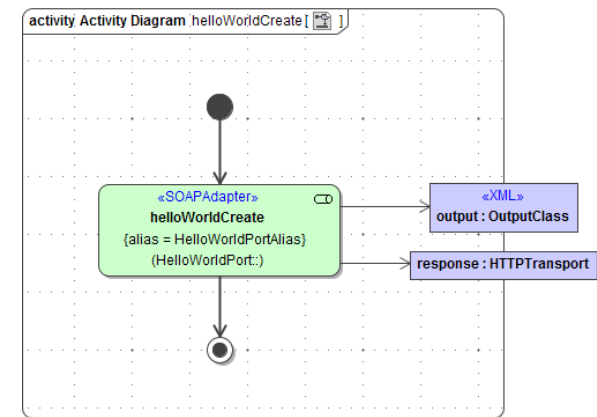 activity Activity Diagram helloWorldCreate [ ]
«SOAPAdapter»
helloWorldCreate
{alias = HelloWorldPortAlias}
(HelloWorldPort::)
«XML»
output : OutputClass
response : HTTPTransport